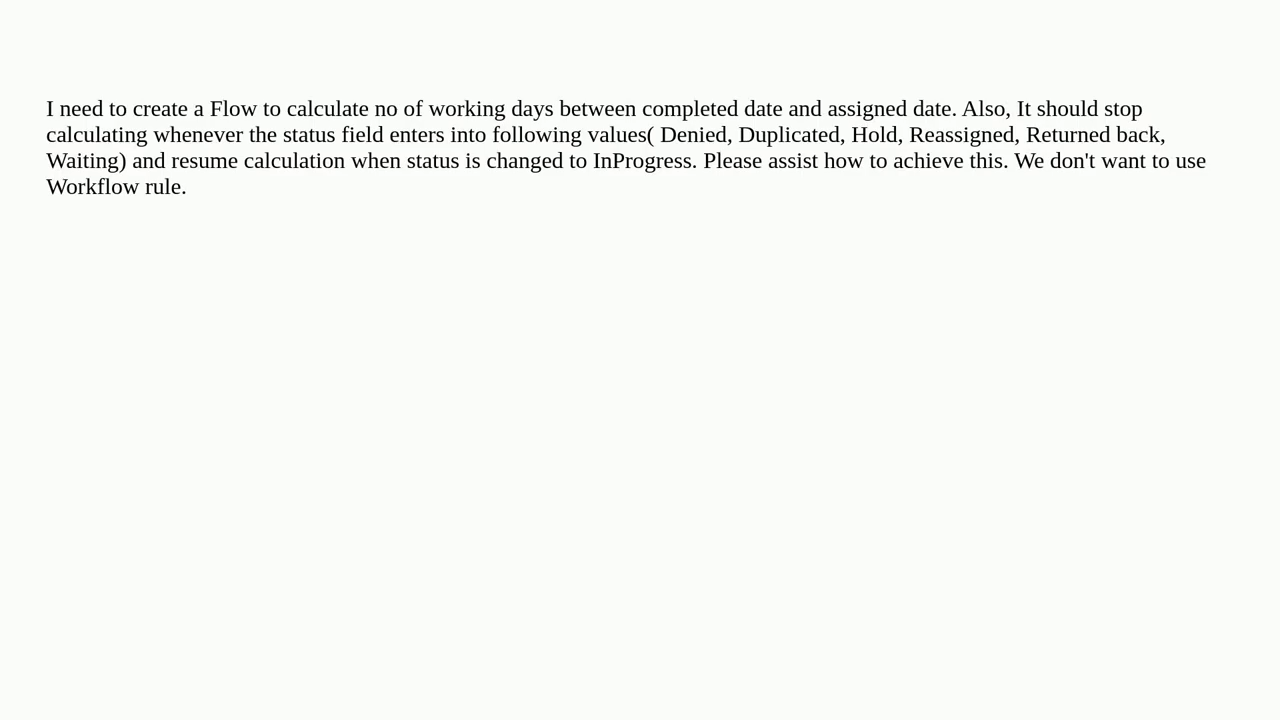 I need to create a Flow to calculate no of working days between completed date and assigned date. Also, It should stop
calculating whenever the status field enters into following values( Denied, Duplicated, Hold, Reassigned, Returned back,
Waiting) and resume calculation when status is changed to InProgress. Please assist how to achieve this. We don't want to use
Workflow rule.